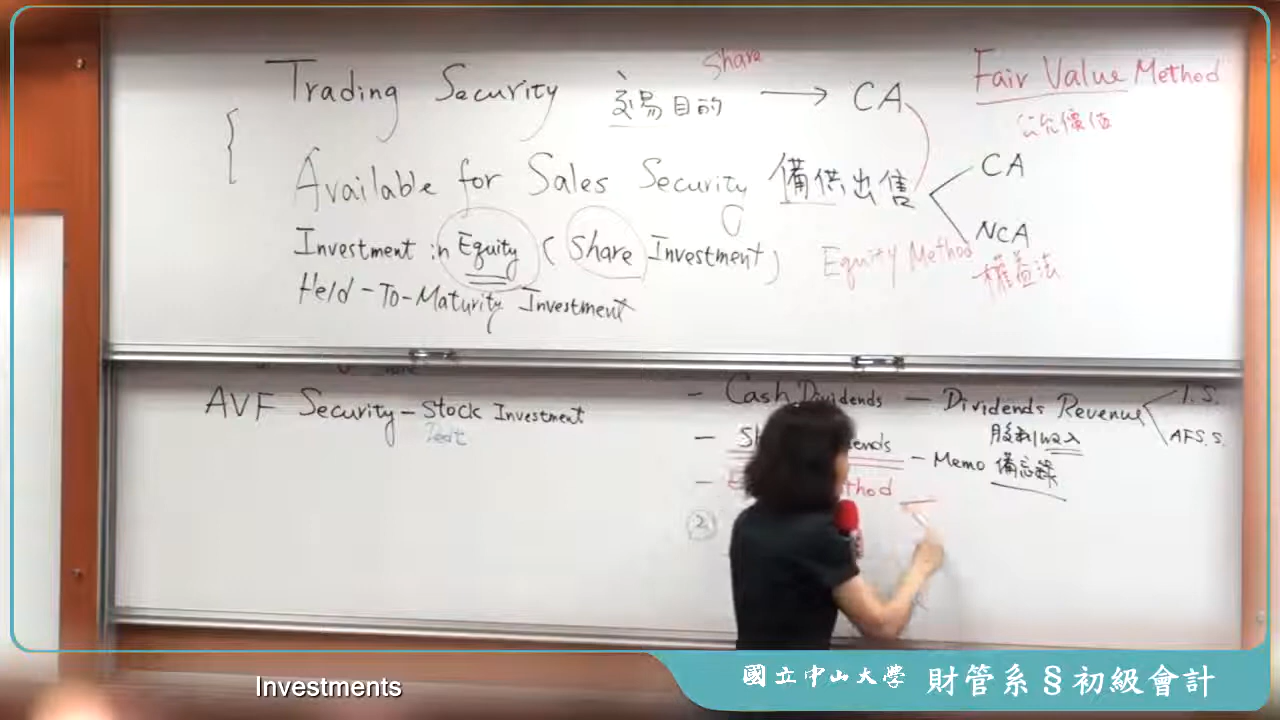 Share
Trading Security 交易目的 → CA Fair Value Method
公允價值
Available for Sales Security 備供出售 CA
NCA
Investment in Equity (Share Investment) Equity Method
權益法
Held-To-Maturity Investment
AVF Security - Stock Investment
- Cash Dividends - Dividends Revenue I.S.
股利收入 AFS.S.
- dends - Memo 備忘錄
- thod -
②
Investments
國立中山大學 財管系§初級會計